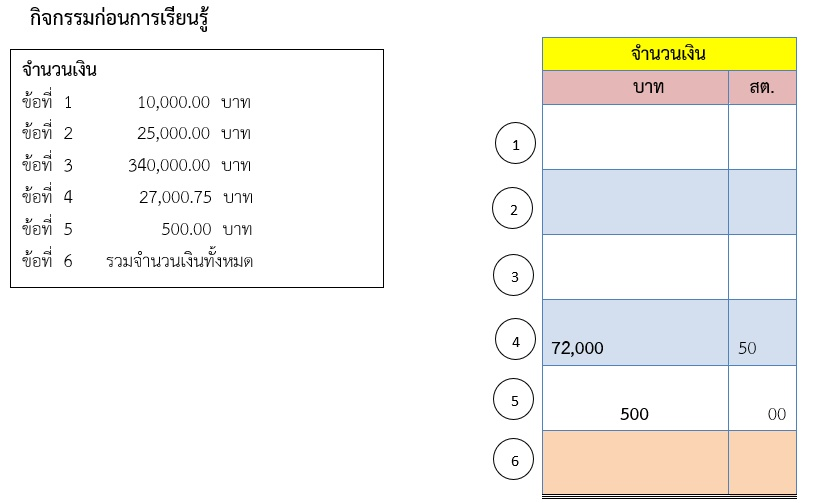 กิจกรรมก่อนการเรียนรู้
จำนวนเงิน
ข้อที่ 1 10,000.00 บาท
ข้อที่ 2 25,000.00 บาท
ข้อที่ 3 340,000.00 บาท
ข้อที่ 4 27,000.75 บาท
ข้อที่ 5 500.00 บาท
ข้อที่ 6 รวมจำนวนเงินทั้งหมด
จำนวนเงิน
บาท สต.
1
2
3
4 72,000 50
5 500 00
6